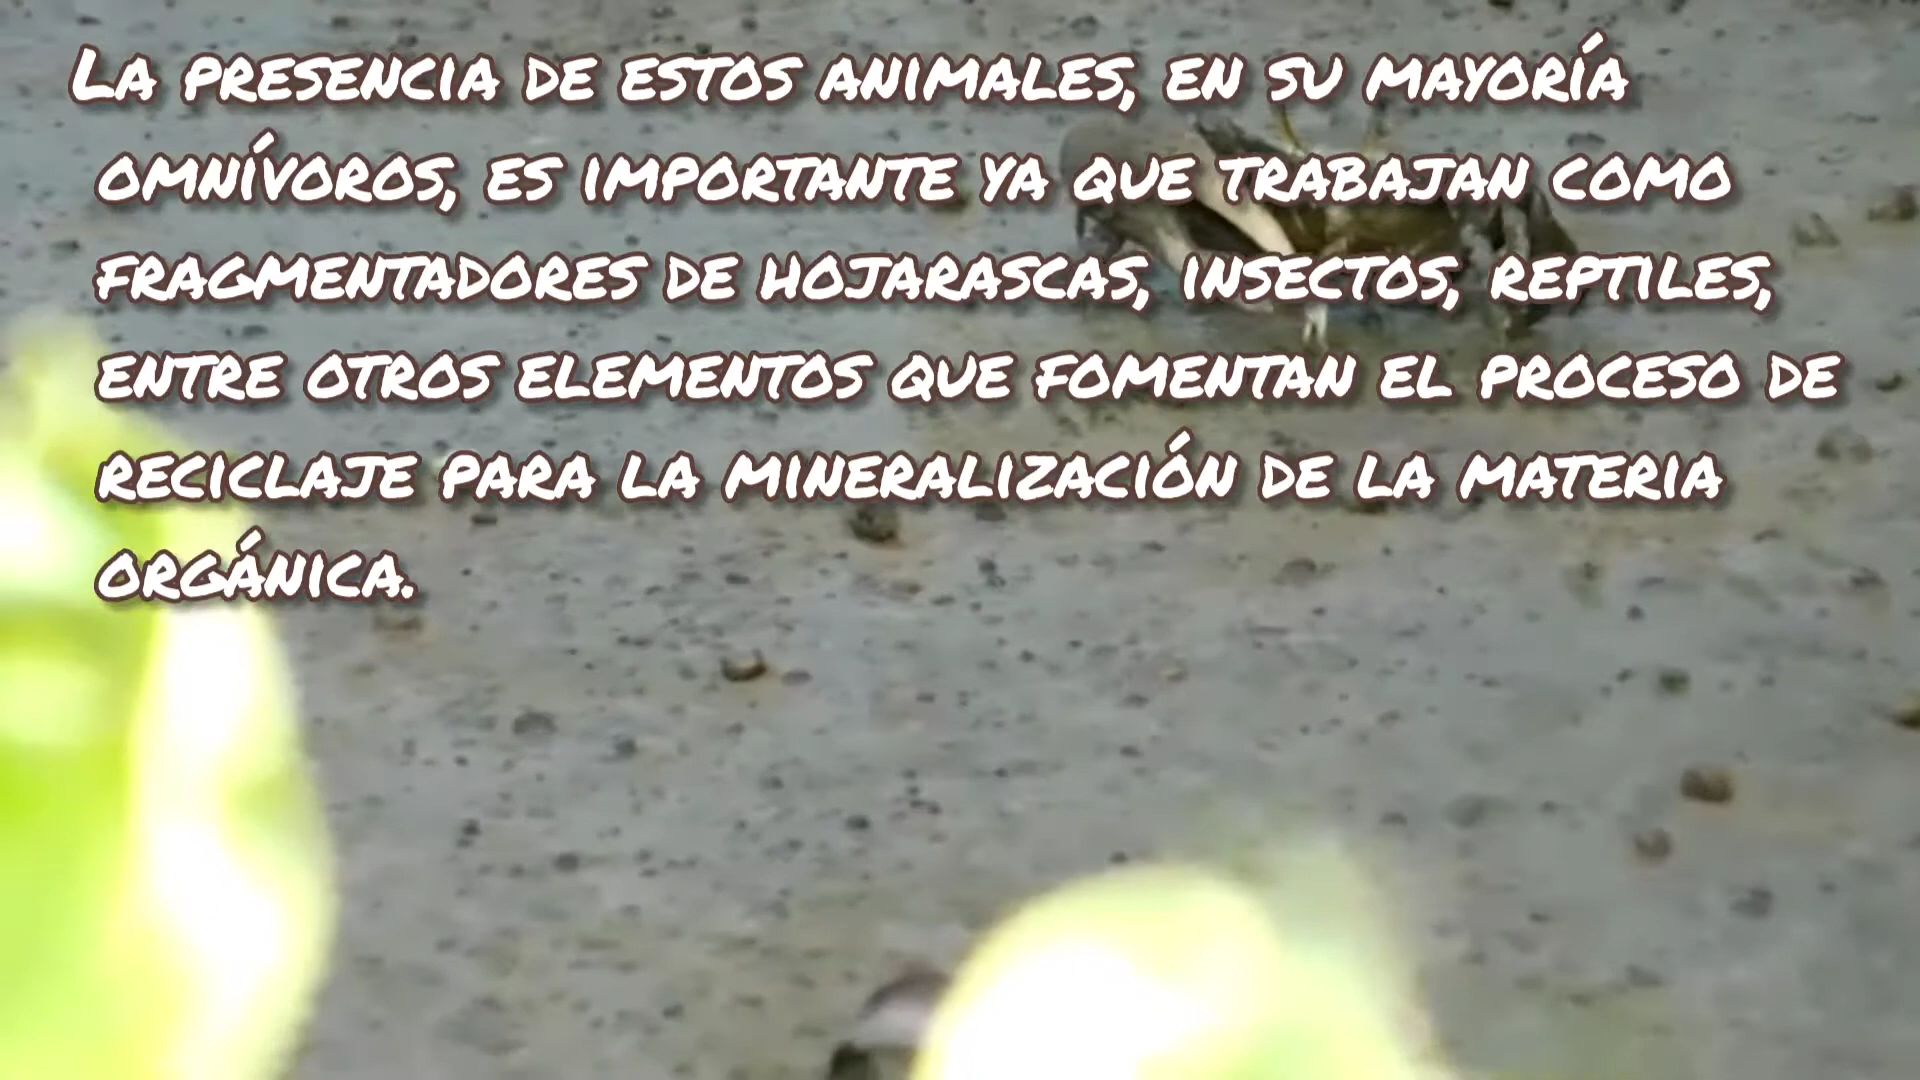 La presencia de estos animales, en su mayoría
omnívoros, es importante ya que trabajan como
fragmentadores de hojarascas, insectos, reptiles,
entre otros elementos que fomentan el proceso de
reciclaje para la mineralización de la materia
orgánica.